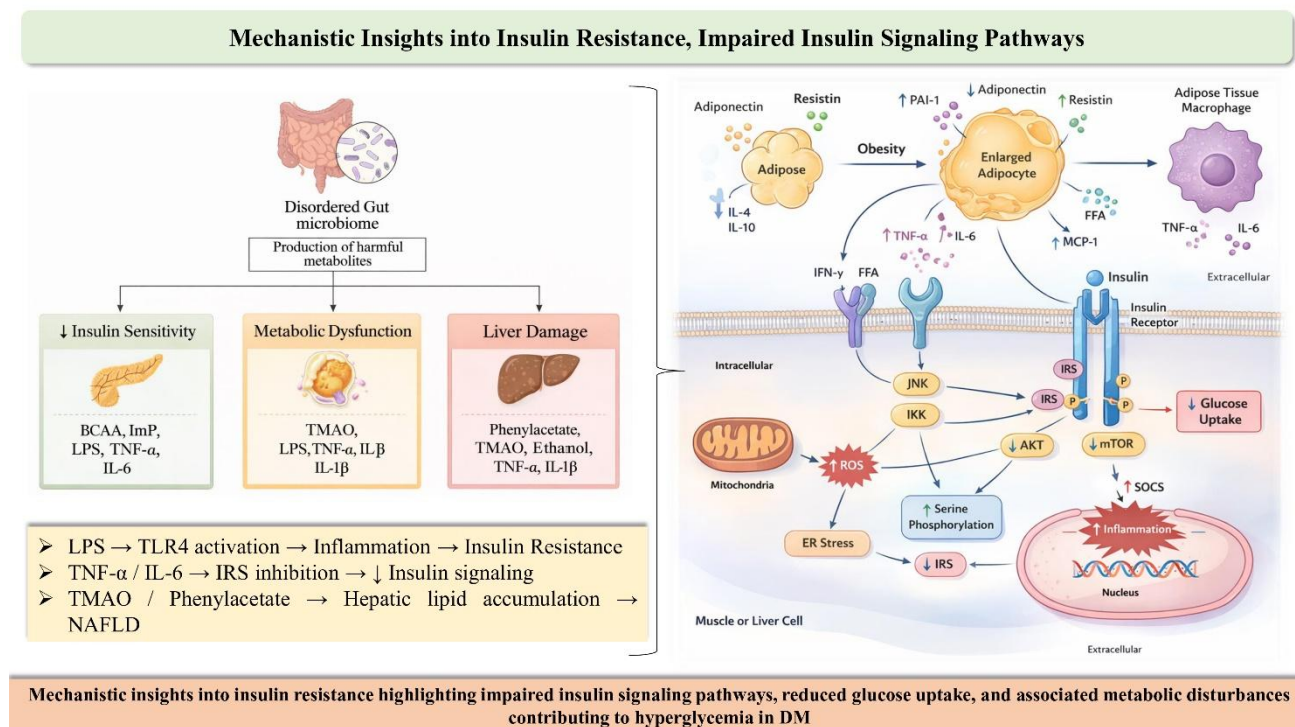 Mechanistic Insights into Insulin Resistance, Impaired Insulin Signaling Pathways
Disordered Gut
microbiome
Production of harmful
metabolites
↓ Insulin Sensitivity
BCAA, ImP,
LPS, TNF-α,
IL-6
Metabolic Dysfunction
TMAO,
LPS, TNF-α, ILβ
IL-1β
Liver Damage
Phenylacetate,
TMAO, Ethanol,
TNF-α, IL-1β
➢ LPS → TLR4 activation → Inflammation → Insulin Resistance
➢ TNF-α / IL-6 → IRS inhibition → ↓ Insulin signaling
➢ TMAO / Phenylacetate → Hepatic lipid accumulation →
NAFLD
Adiponectin
Resistin
Adipose
↓ IL-4
IL-10
Obesity
↑ PAI-1
↓ Adiponectin
↑ Resistin
Enlarged
Adipocyte
FFA
↑ MCP-1
↑ TNF-α
IL-6
Adipose Tissue
Macrophage
TNF-α
IL-6
Extracellular
IFN-y
FFA
Insulin
Insulin
Receptor
Intracellular
JNK
IKK
IRS
IRS
P
P
P
↓ Glucose
Uptake
Mitochondria
↑ ROS
↓ AKT
↓ mTOR
↑ SOCS
↑ Serine
Phosphorylation
↑ Inflammation
ER Stress
↓ IRS
Nucleus
Muscle or Liver Cell
Extracellular
Mechanistic insights into insulin resistance highlighting impaired insulin signaling pathways, reduced glucose uptake, and associated metabolic disturbances
contributing to hyperglycemia in DM